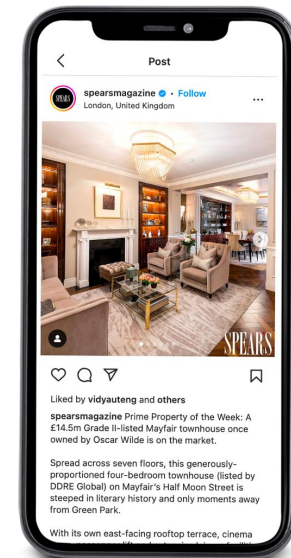 Post
spearsmagazine · Follow
London, United Kingdom
...
SPEARS
SPEARS
Liked by vidyauteng and others
spearsmagazine Prime Property of the Week: A
£14.5m Grade II-listed Mayfair townhouse once
owned by Oscar Wilde is on the market.
Spread across seven floors, this generously-
proportioned four-bedroom townhouse (listed by
DDRE Global) on Mayfair's Half Moon Street is
steeped in literary history and only moments away
from Green Park.
With its own east-facing rooftop terrace, cinema